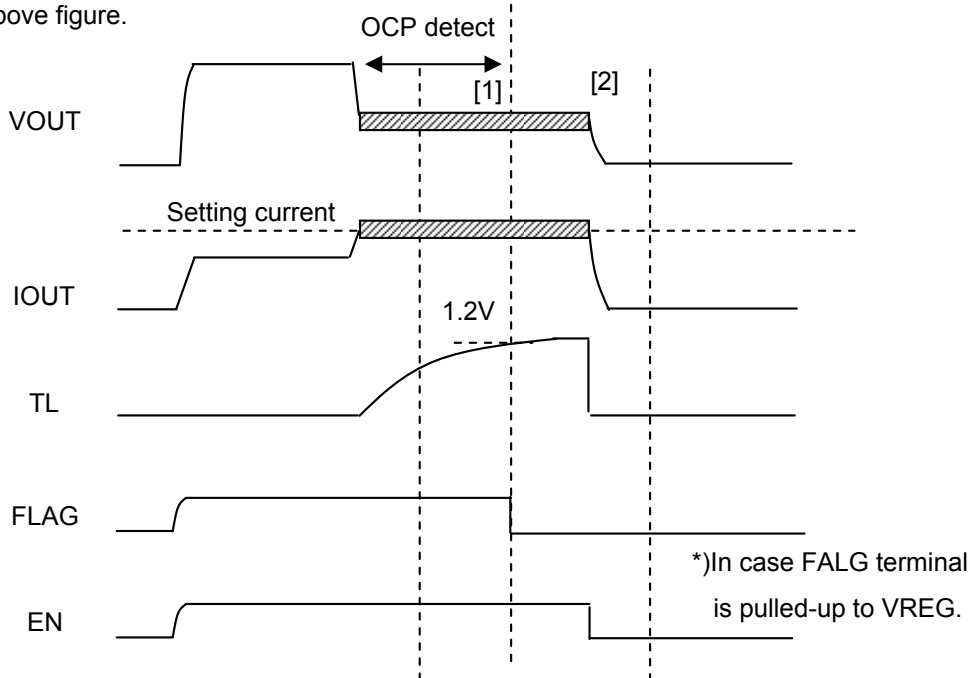 bove figure.
OCP detect
[1]
[2]
VOUT
Setting current
IOUT
1.2V
TL
FLAG
*)In case FALG terminal
is pulled-up to VREG.
EN